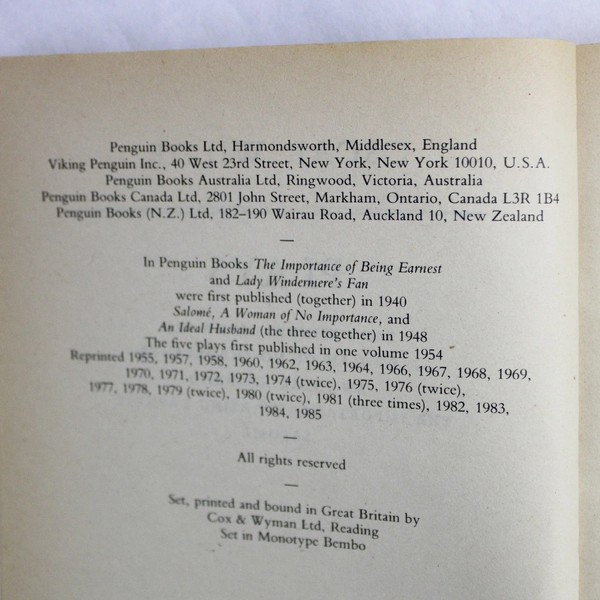 Penguin Books Ltd, Harmondsworth, Middlesex, England
Viking Penguin Inc., 40 West 23rd Street, New York, New York 10010, U.S.A.
Penguin Books Australia Ltd, Ringwood, Victoria, Australia
Penguin Books Canada Ltd, 2801 John Street, Markham, Ontario, Canada L3R 1B4
Penguin Books (N.Z.) Ltd, 182–190 Wairau Road, Auckland 10, New Zealand
—
In Penguin Books The Importance of Being Earnest
and Lady Windermere's Fan
were first published (together) in 1940
Salomé, A Woman of No Importance, and
An Ideal Husband (the three together) in 1948
The five plays first published in one volume 1954
Reprinted 1955, 1957, 1958, 1960, 1962, 1963, 1964, 1966, 1967, 1968, 1969,
1970, 1971, 1972, 1973, 1974 (twice), 1975, 1976 (twice),
1977, 1978, 1979 (twice), 1980 (twice), 1981 (three times), 1982, 1983,
1984, 1985
—
All rights reserved
—
Set, printed and bound in Great Britain by
Cox & Wyman Ltd, Reading
Set in Monotype Bembo